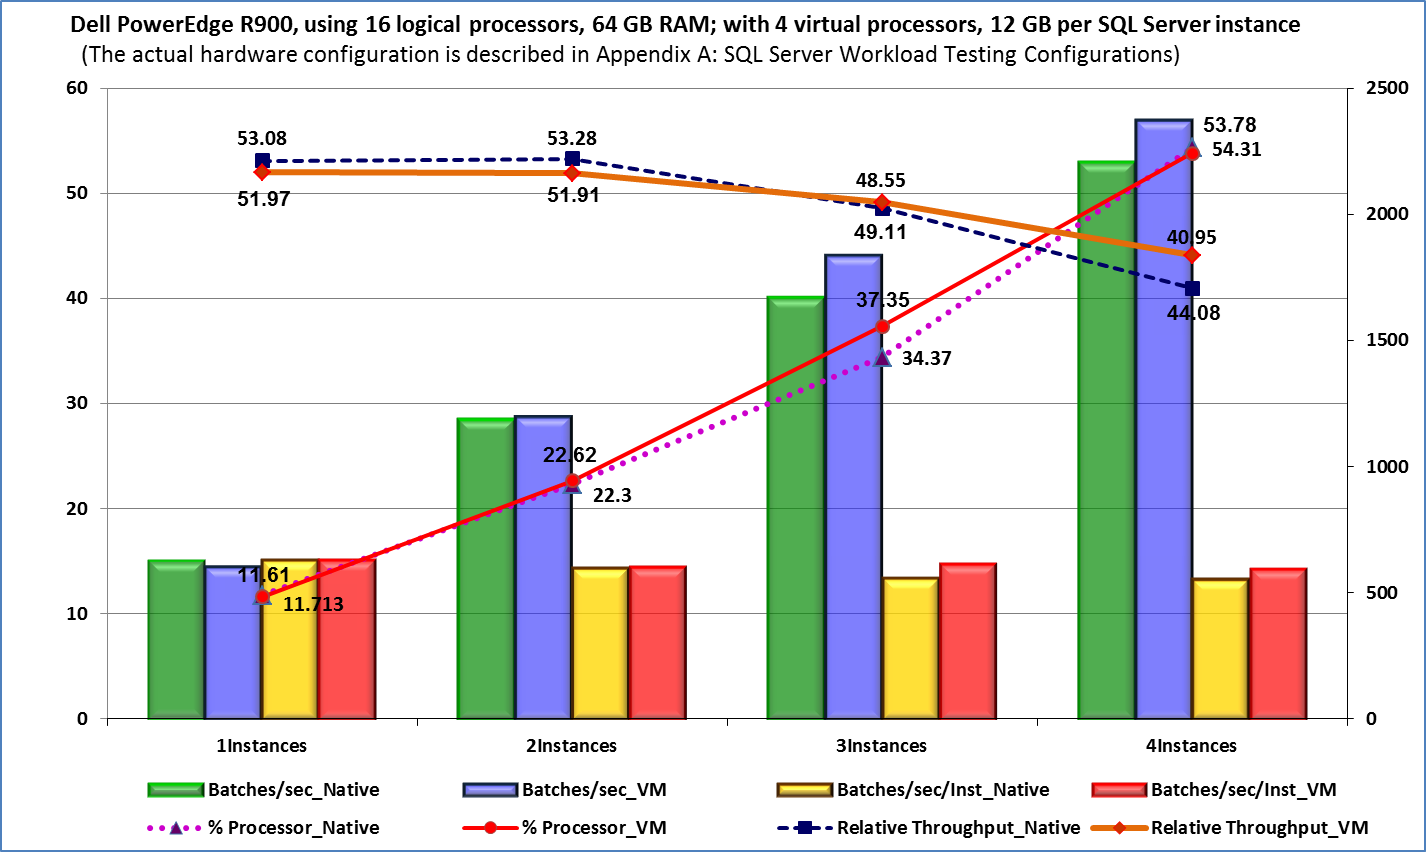 Dell PowerEdge R900, using 16 logical processors, 64 GB RAM; with 4 virtual processors, 12 GB per SQL Server instance
(The actual hardware configuration is described in Appendix A: SQL Server Workload Testing Configurations)
60
50
40
30
20
10
0
2500
2000
1500
1000
500
0
53.08
51.97
53.28
51.91
48.55
49.11
40.95
44.08
11.61
11.713
22.62
22.3
37.35
34.37
53.78
54.31
1Instances
2Instances
3Instances
4Instances
Batches/sec_Native
Batches/sec_VM
Batches/sec/Inst_Native
Batches/sec/Inst_VM
% Processor_Native
% Processor_VM
Relative Throughput_Native
Relative Throughput_VM